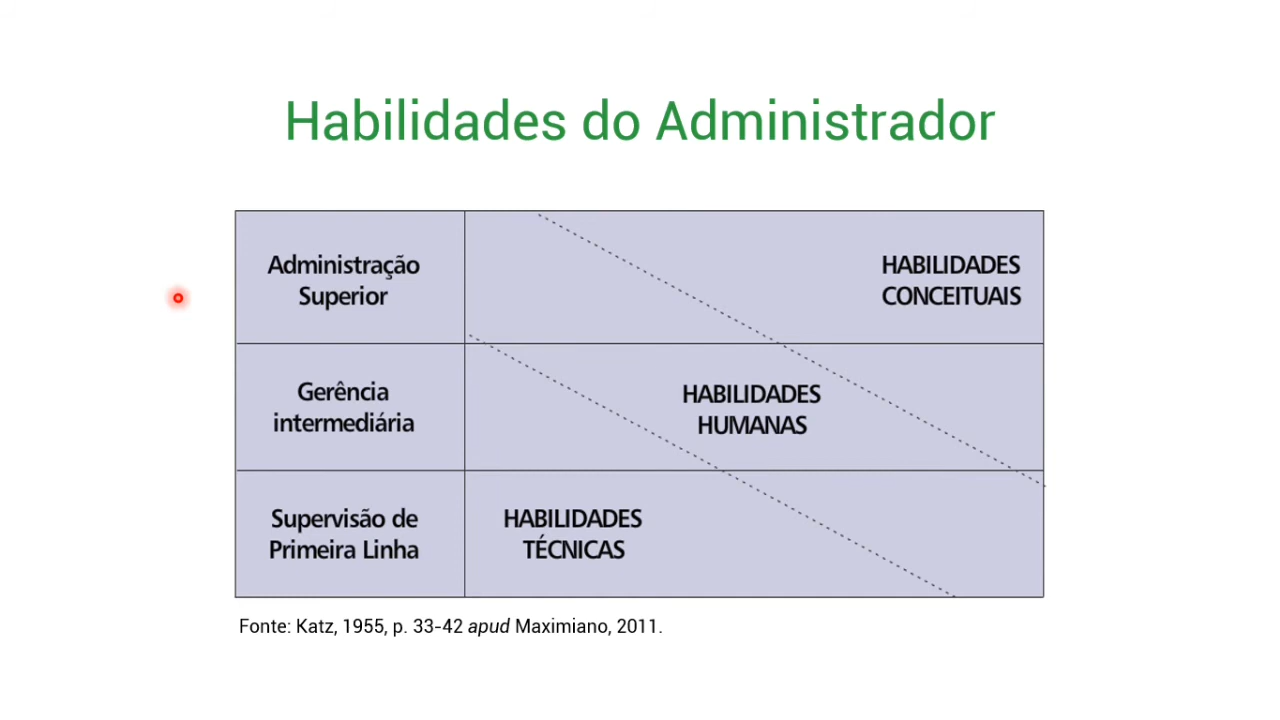 Habilidades do Administrador
Administração
Superior
HABILIDADES
CONCEITUAIS
Gerência
intermediária
HABILIDADES
HUMANAS
Supervisão de
Primeira Linha
HABILIDADES
TÉCNICAS
Fonte: Katz, 1955, p. 33-42 apud Maximiano, 2011.